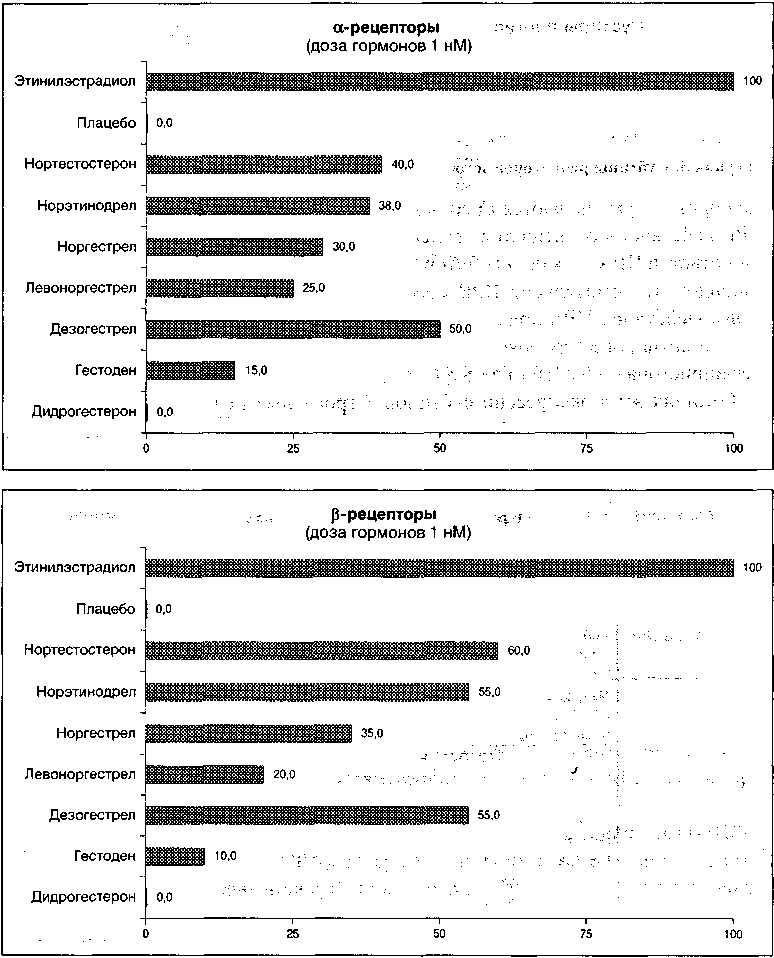 α-рецепторы
(доза гормонов 1 нМ)
Этинилэстрадиол 100
Плацебо 0,0
Нортестостерон 40,0
Норэтинодрел 38,0
Норгестрел 30,0
Левоноргестрел 25,0
Дезогестрел 50,0
Гестоден 15,0
Дидрогестерон 0,0
0 25 50 75 100
β-рецепторы
(доза гормонов 1 нМ)
Этинилэстрадиол 100
Плацебо 0,0
Нортестостерон 60,0
Норэтинодрел 55,0
Норгестрел 35,0
Левоноргестрел 20,0
Дезогестрел 55,0
Гестоден 10,0
Дидрогестерон 0,0
0 25 50 75 100